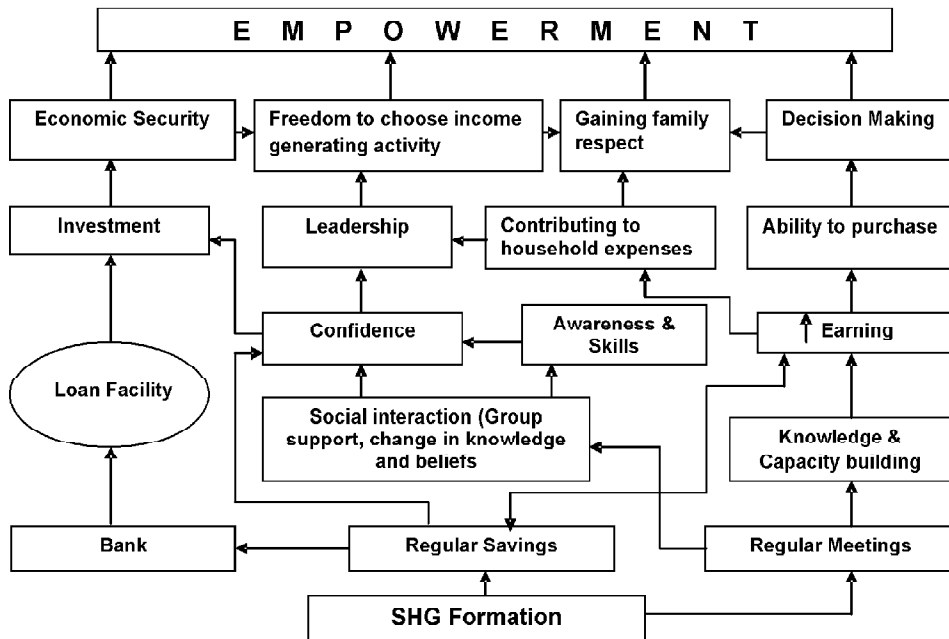 E M P O W E R M E N T
Economic Security
Freedom to choose income
generating activity
Gaining family
respect
Decision Making
Investment
Leadership
Contributing to
household expenses
Ability to purchase
Confidence
Awareness &
Skills
Earning
Loan Facility
Social interaction (Group
support, change in knowledge
and beliefs
Knowledge &
Capacity building
Bank
Regular Savings
Regular Meetings
SHG Formation